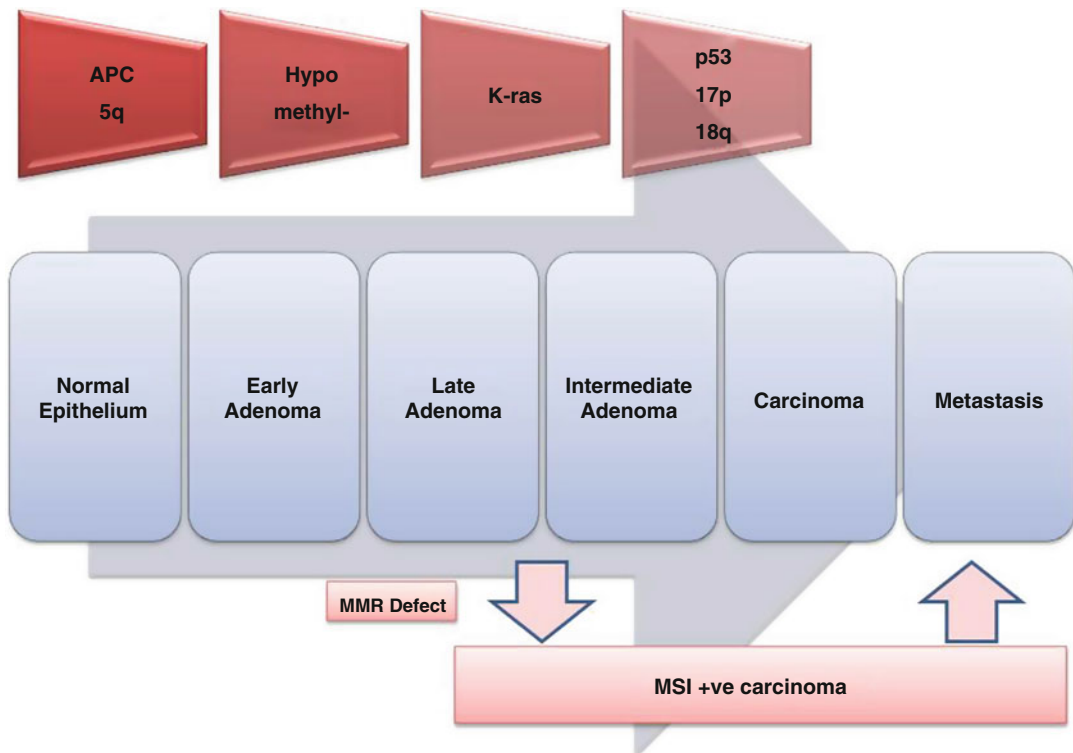 APC
5q
Hypo
methyl-
K-ras
p53
17p
18q
Normal
Epithelium
Early
Adenoma
Late
Adenoma
Intermediate
Adenoma
Carcinoma
Metastasis
MMR Defect
MSI +ve carcinoma